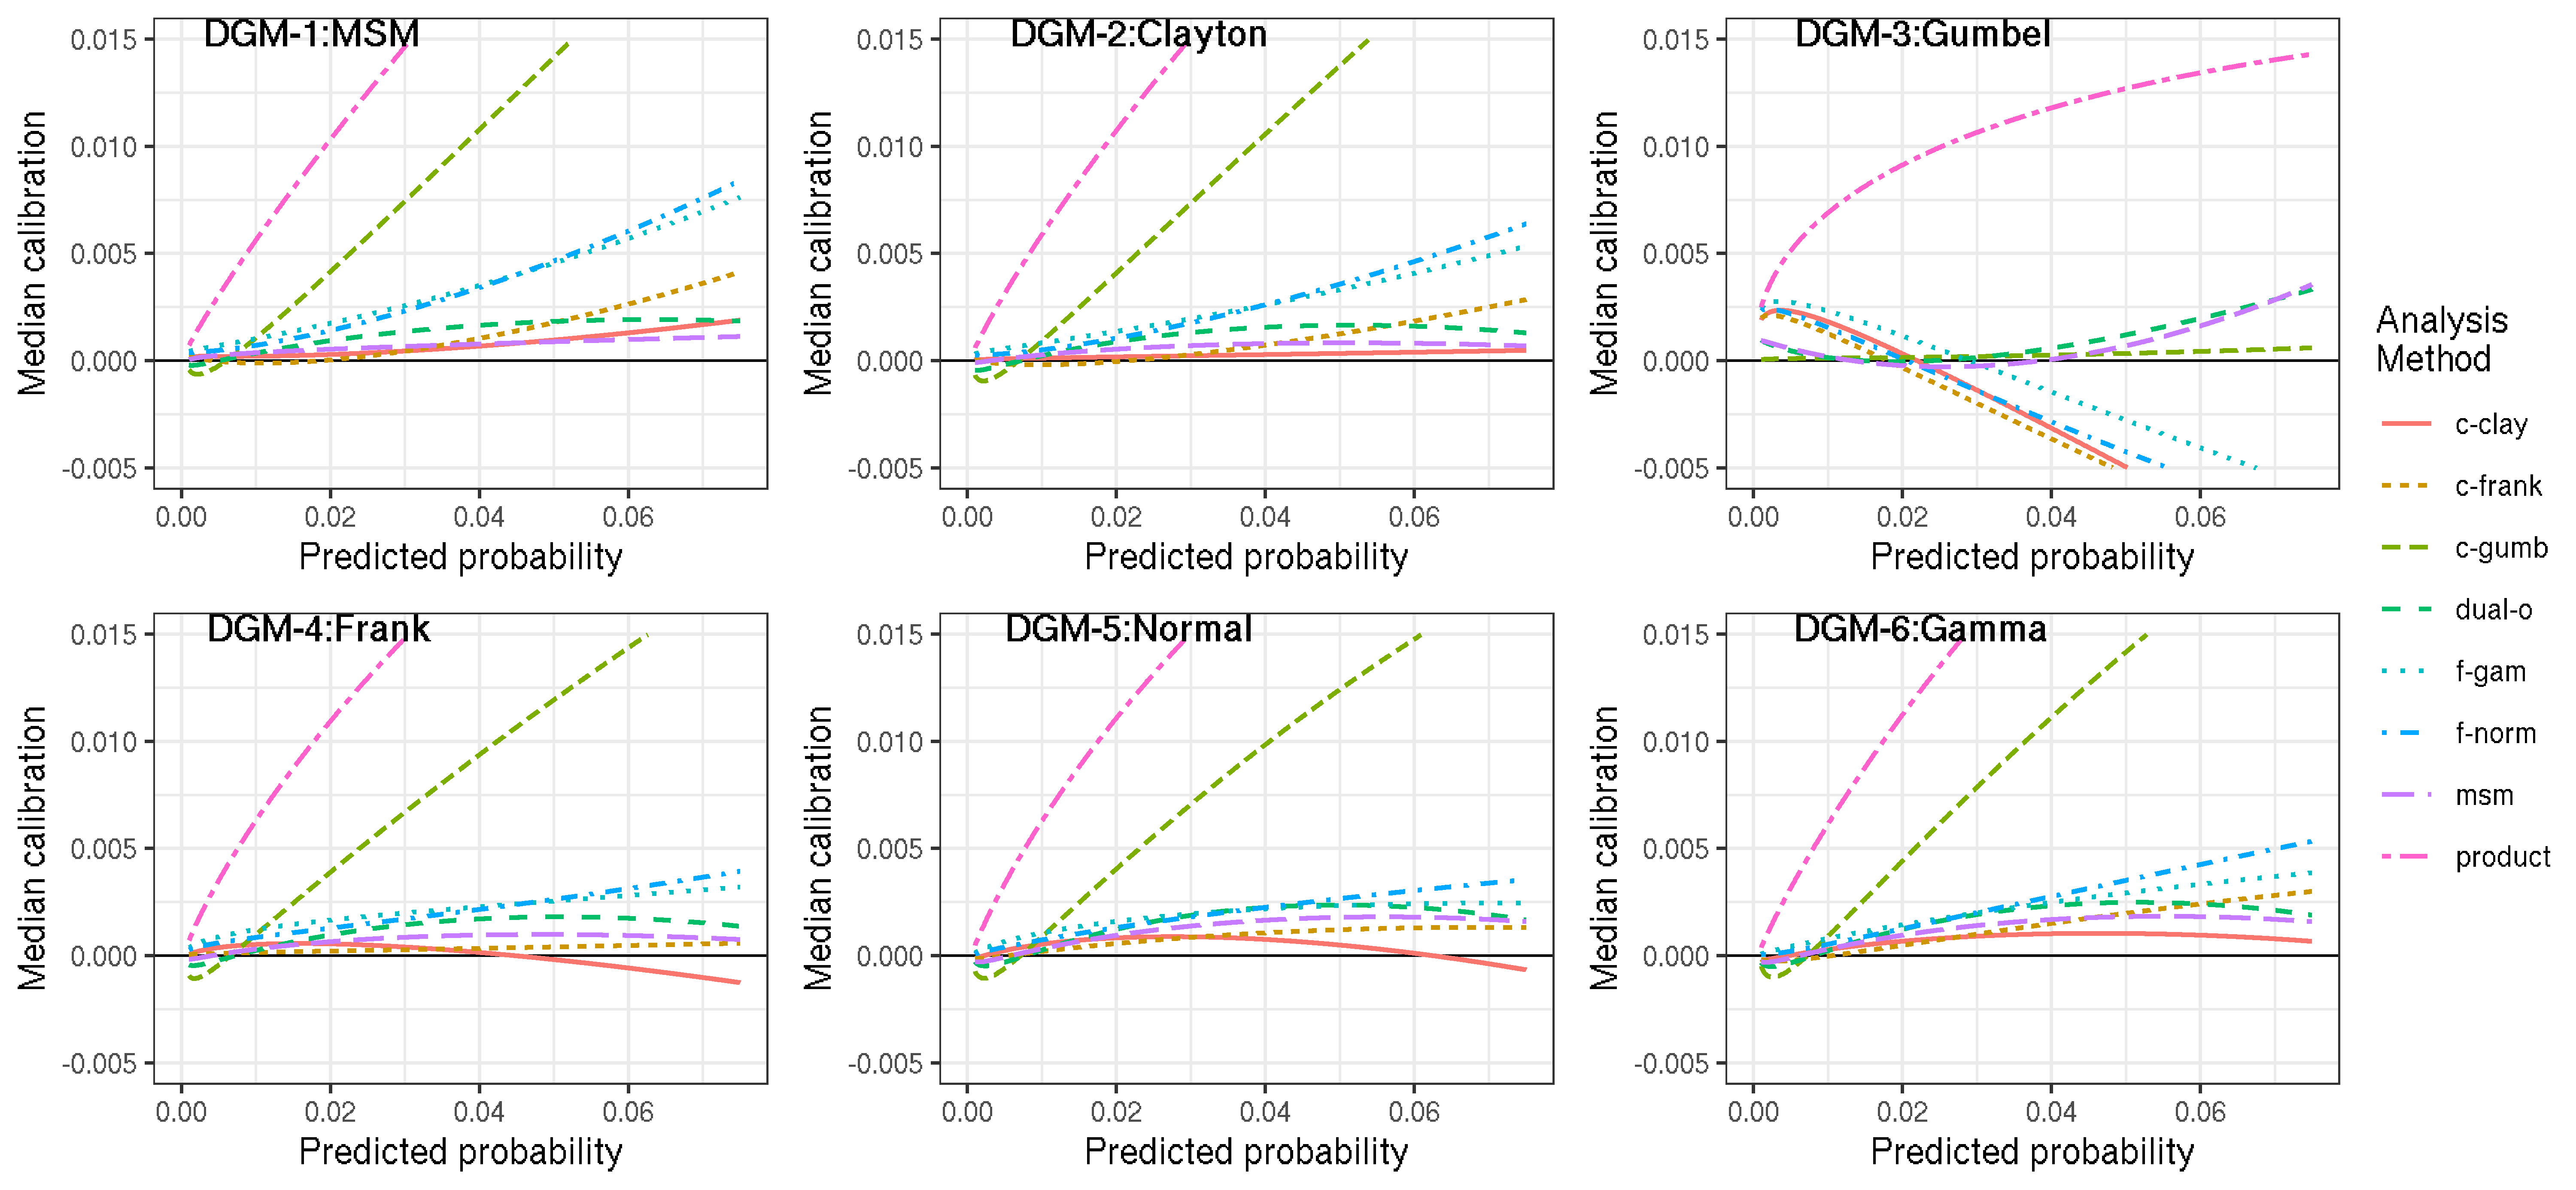 DGM-1:MSM
0.015
0.010
0.005
0.000
-0.005
Median calibration
0.00 0.02 0.04 0.06
Predicted probability
DGM-2:Clayton
0.015
0.010
0.005
0.000
-0.005
Median calibration
0.00 0.02 0.04 0.06
Predicted probability
DGM-3:Gumbel
0.015
0.010
0.005
0.000
-0.005
Median calibration
0.00 0.02 0.04 0.06
Predicted probability
DGM-4:Frank
0.015
0.010
0.005
0.000
-0.005
Median calibration
0.00 0.02 0.04 0.06
Predicted probability
DGM-5:Normal
0.015
0.010
0.005
0.000
-0.005
Median calibration
0.00 0.02 0.04 0.06
Predicted probability
DGM-6:Gamma
0.015
0.010
0.005
0.000
-0.005
Median calibration
0.00 0.02 0.04 0.06
Predicted probability
Analysis
Method
c-clay
c-frank
c-gumb
dual-o
f-gam
f-norm
msm
product